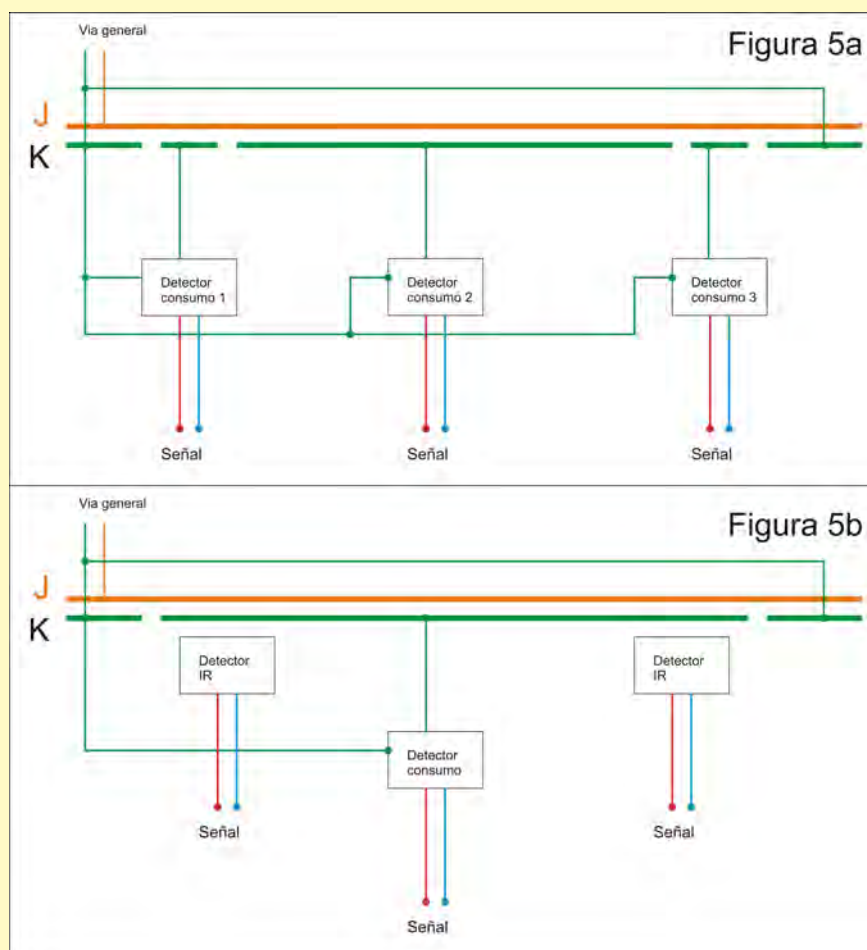 Via general
Figura 5a
J
K
Detector
consumo 1
Detector
consumo 2
Detector
consumo 3
Señal
Señal
Señal
Via general
Figura 5b
J
K
Detector
IR
Detector
IR
Detector
consumo
Señal
Señal
Señal